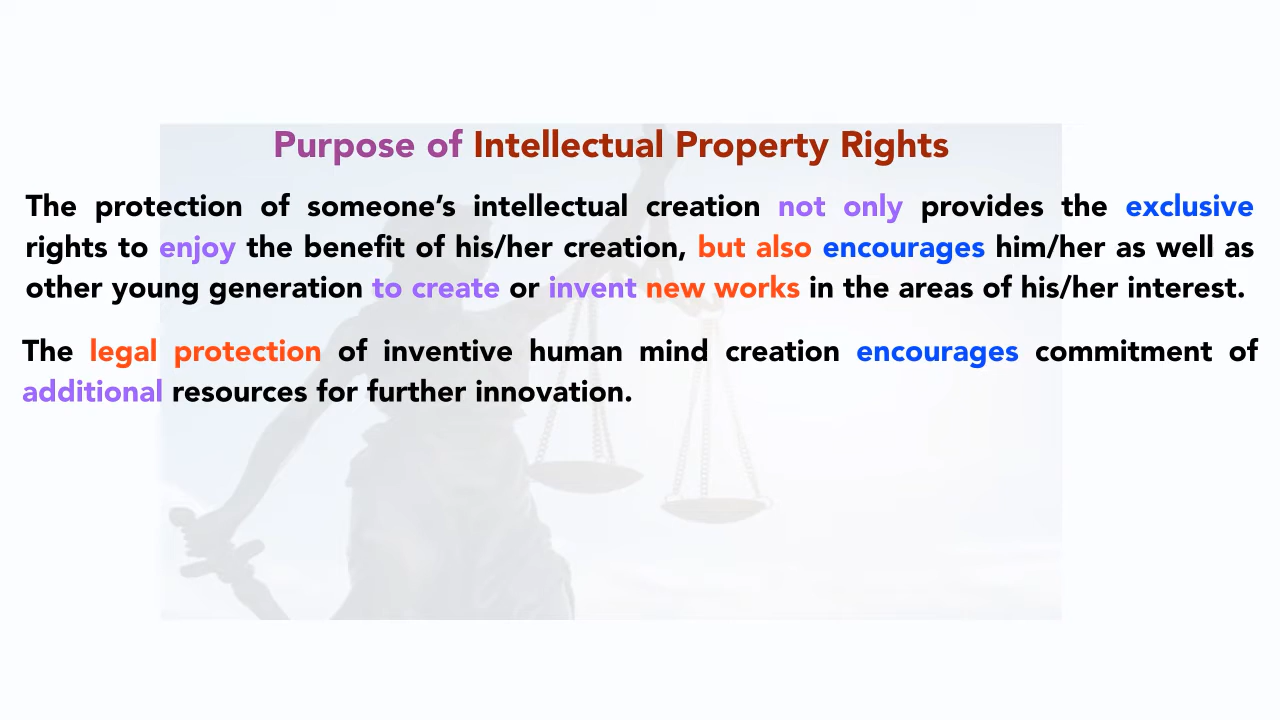 Purpose of Intellectual Property Rights
The protection of someone’s intellectual creation not only provides the exclusive
rights to enjoy the benefit of his/her creation, but also encourages him/her as well as
other young generation to create or invent new works in the areas of his/her interest.
The legal protection of inventive human mind creation encourages commitment of
additional resources for further innovation.